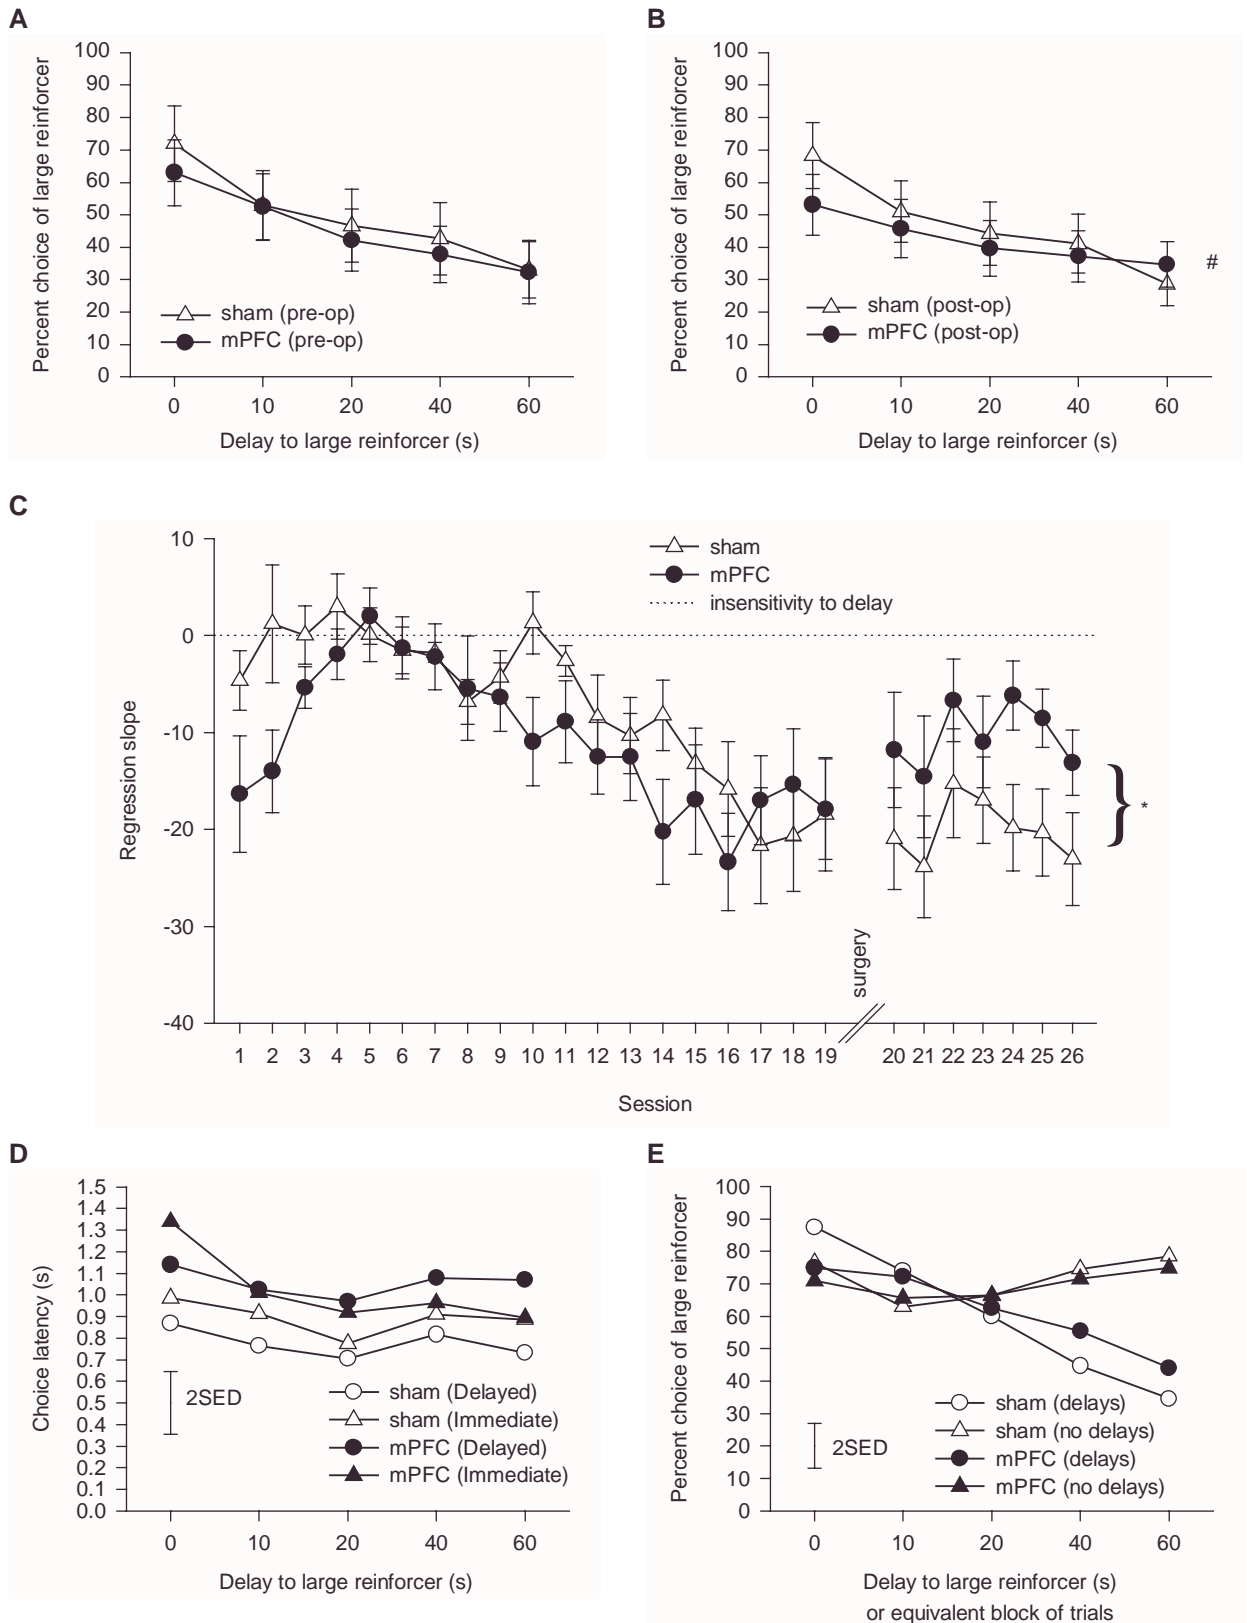 A
100
90
80
70
60
50
40
30
20
10
0
Percent choice of large reinforcer
sham (pre-op)
mPFC (pre-op)
0 10 20 40 60
Delay to large reinforcer (s)
B
100
90
80
70
60
50
40
30
20
10
0
Percent choice of large reinforcer
#
sham (post-op)
mPFC (post-op)
0 10 20 40 60
Delay to large reinforcer (s)
C
10
0
-10
-20
-30
-40
Regression slope
sham
mPFC
insensitivity to delay
} *
surgery
1 2 3 4 5 6 7 8 9 10 11 12 13 14 15 16 17 18 19 20 21 22 23 24 25 26
Session
D
1.5
1.4
1.3
1.2
1.1
1.0
0.9
0.8
0.7
0.6
0.5
0.4
0.3
0.2
0.1
0.0
Choice latency (s)
2SED
sham (Delayed)
sham (Immediate)
mPFC (Delayed)
mPFC (Immediate)
0 10 20 40 60
Delay to large reinforcer (s)
E
100
90
80
70
60
50
40
30
20
10
0
Percent choice of large reinforcer
2SED
sham (delays)
sham (no delays)
mPFC (delays)
mPFC (no delays)
0 10 20 40 60
Delay to large reinforcer (s)
or equivalent block of trials